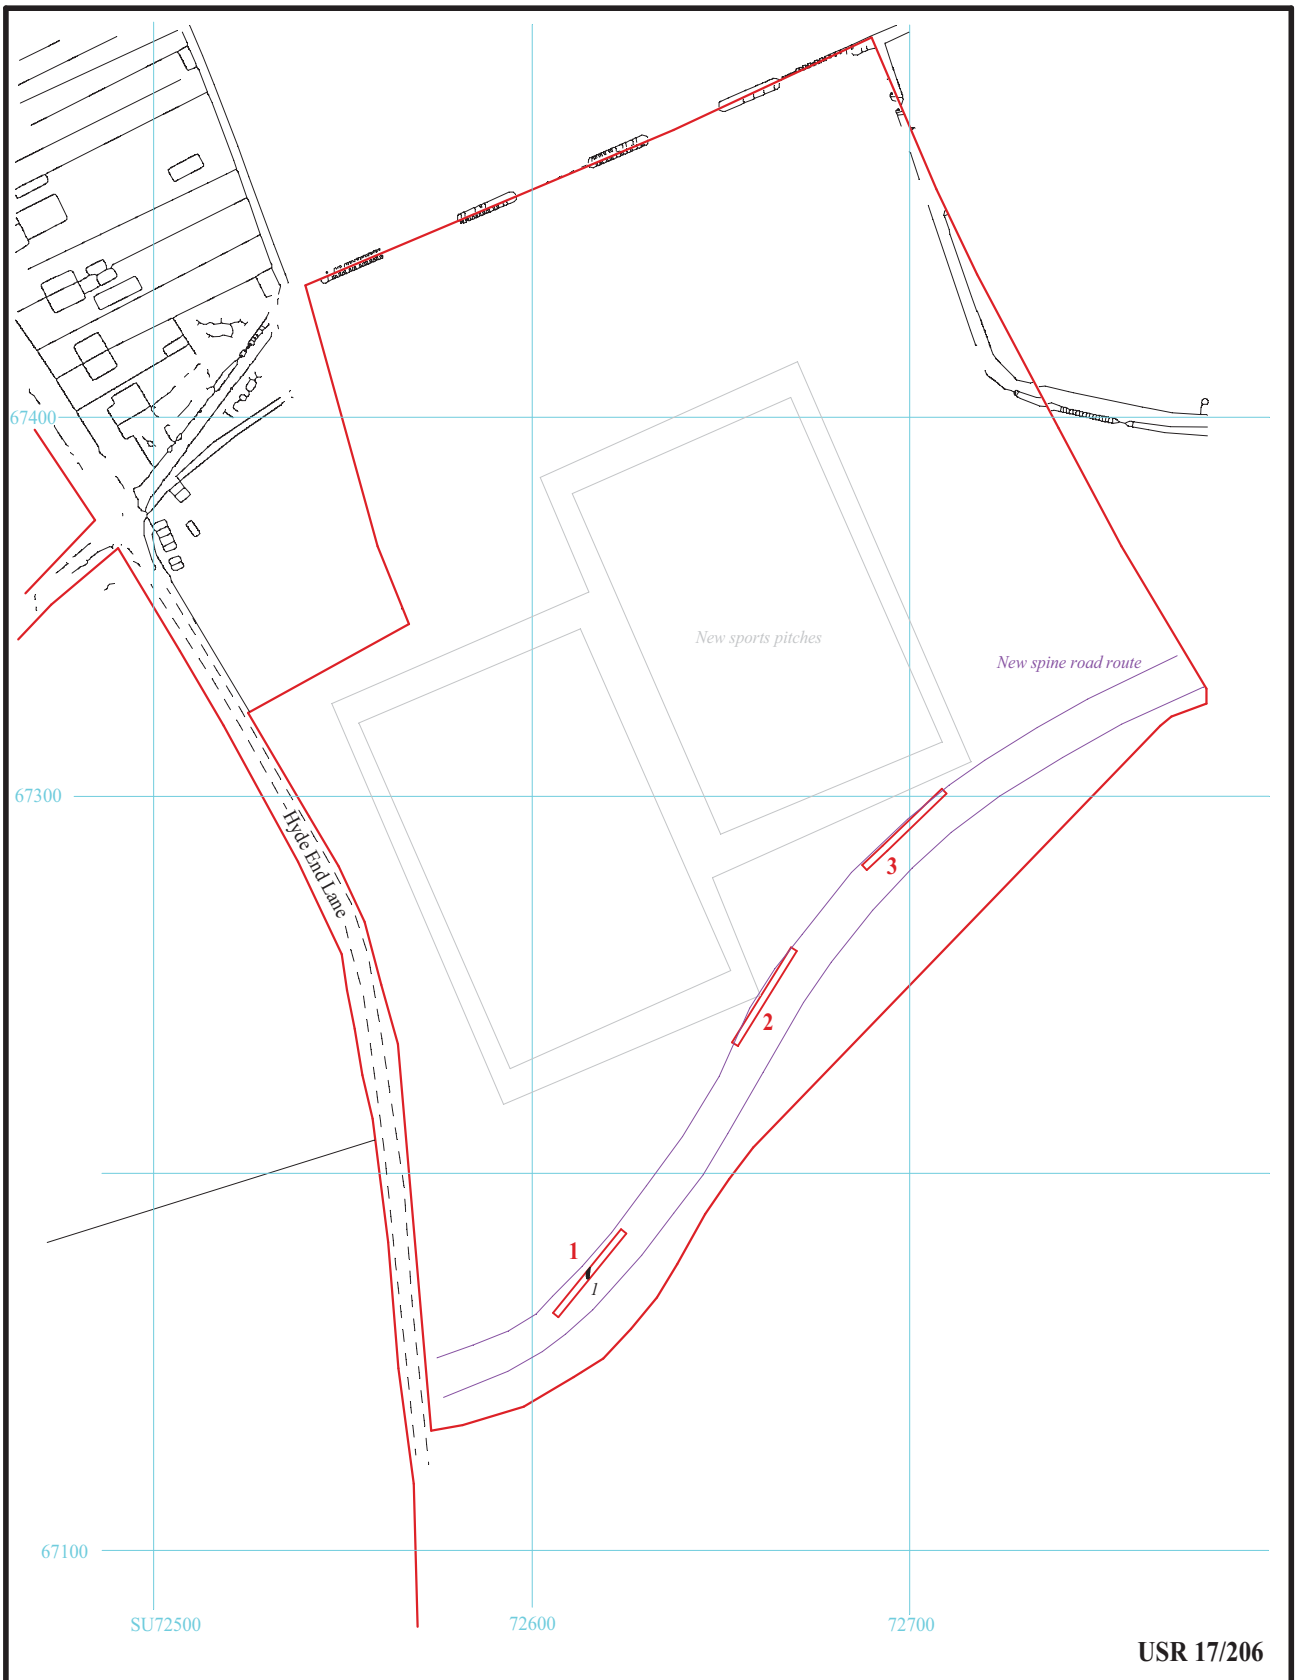 67400
New sports pitches
New spine road route
67300
Hyde End Lane
3
2
1
1
67100
SU72500
72600
72700
USR 17/206